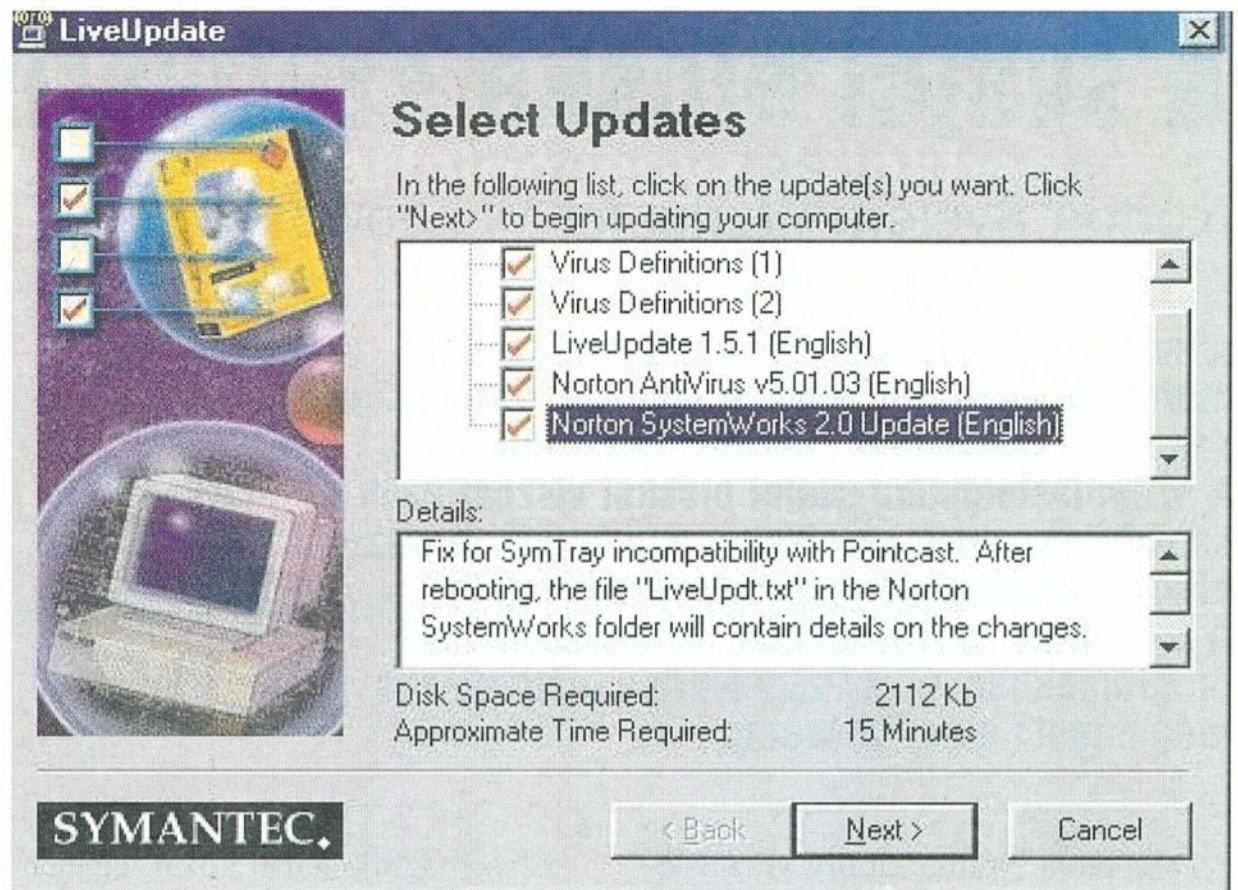 LiveUpdate
Select Updates
In the following list, click on the update(s) you want. Click
"Next>" to begin updating your computer.
Virus Definitions (1)
Virus Definitions (2)
LiveUpdate 1.5.1 (English)
Norton AntiVirus v5.01.03 (English)
Norton SystemWorks 2.0 Update (English)
Details:
Fix for SymTray incompatibility with Pointcast. After
rebooting, the file "LiveUpdt.txt" in the Norton
SystemWorks folder will contain details on the changes.
Disk Space Required: 2112 Kb
Approximate Time Required: 15 Minutes
SYMANTEC.
< Back Next > Cancel